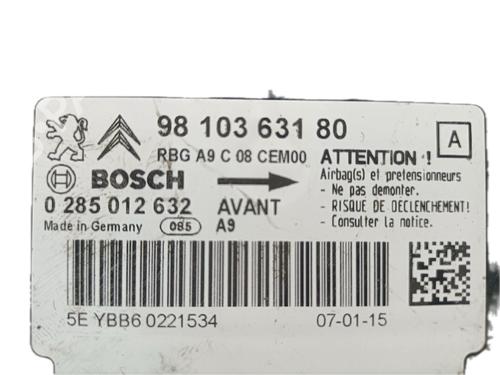 98 103 631 80
A
RBG A9 C 08 CEM00
ATTENTION !
Airbag(s) et pretensionneurs
BOSCH
- Ne pas demonter.
0 285 012 632
AVANT
- RISQUE DE DECLENCHEMENT!
- Consulter la notice.
Made in Germany
085
A9
5E YBB6 0221534
07-01-15